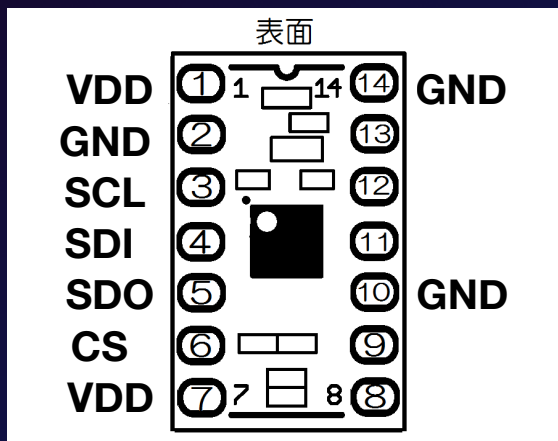 表面
VDD 1 1 14 14 GND
GND 2 13
SCL 3 12
SDI 4 11
SDO 5 10 GND
CS 6 9
VDD 7 7 8 8